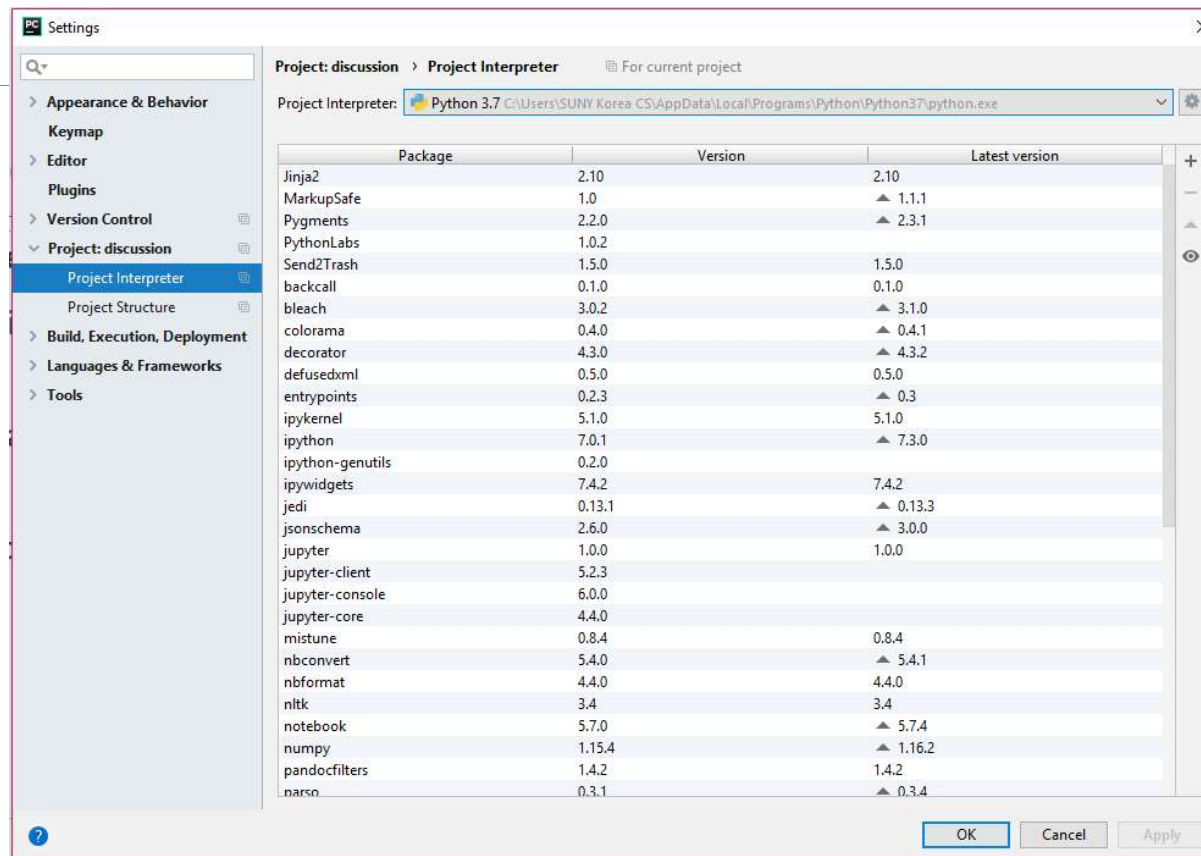 PC Settings
Project: discussion › Project Interpreter For current project
Project Interpreter: Python 3.7 C:\Users\SUNY Korea CS\AppData\Local\Programs\Python\Python37\python.exe
Appearance & Behavior
Keymap
Editor
Plugins
Version Control
Project: discussion
Project Interpreter
Project Structure
Build, Execution, Deployment
Languages & Frameworks
Tools
Package Version Latest version
Jinja2 2.10 2.10
MarkupSafe 1.0 1.1.1
Pygments 2.2.0 2.3.1
PythonLabs 1.0.2
Send2Trash 1.5.0 1.5.0
backcall 0.1.0 0.1.0
bleach 3.0.2 3.1.0
colorama 0.4.0 0.4.1
decorator 4.3.0 4.3.2
defusedxml 0.5.0 0.5.0
entrypoints 0.2.3 0.3
ipykernel 5.1.0 5.1.0
ipython 7.0.1 7.3.0
ipython-genutils 0.2.0
ipywidgets 7.4.2 7.4.2
jedi 0.13.1 0.13.3
jsonschema 2.6.0 3.0.0
jupyter 1.0.0 1.0.0
jupyter-client 5.2.3
jupyter-console 6.0.0
jupyter-core 4.4.0
mistune 0.8.4 0.8.4
nbconvert 5.4.0 5.4.1
nbformat 4.4.0 4.4.0
nltk 3.4 3.4
notebook 5.7.0 5.7.4
numpy 1.15.4 1.16.2
pandocfilters 1.4.2 1.4.2
parso 0.3.1 0.3.4
? OK Cancel Apply